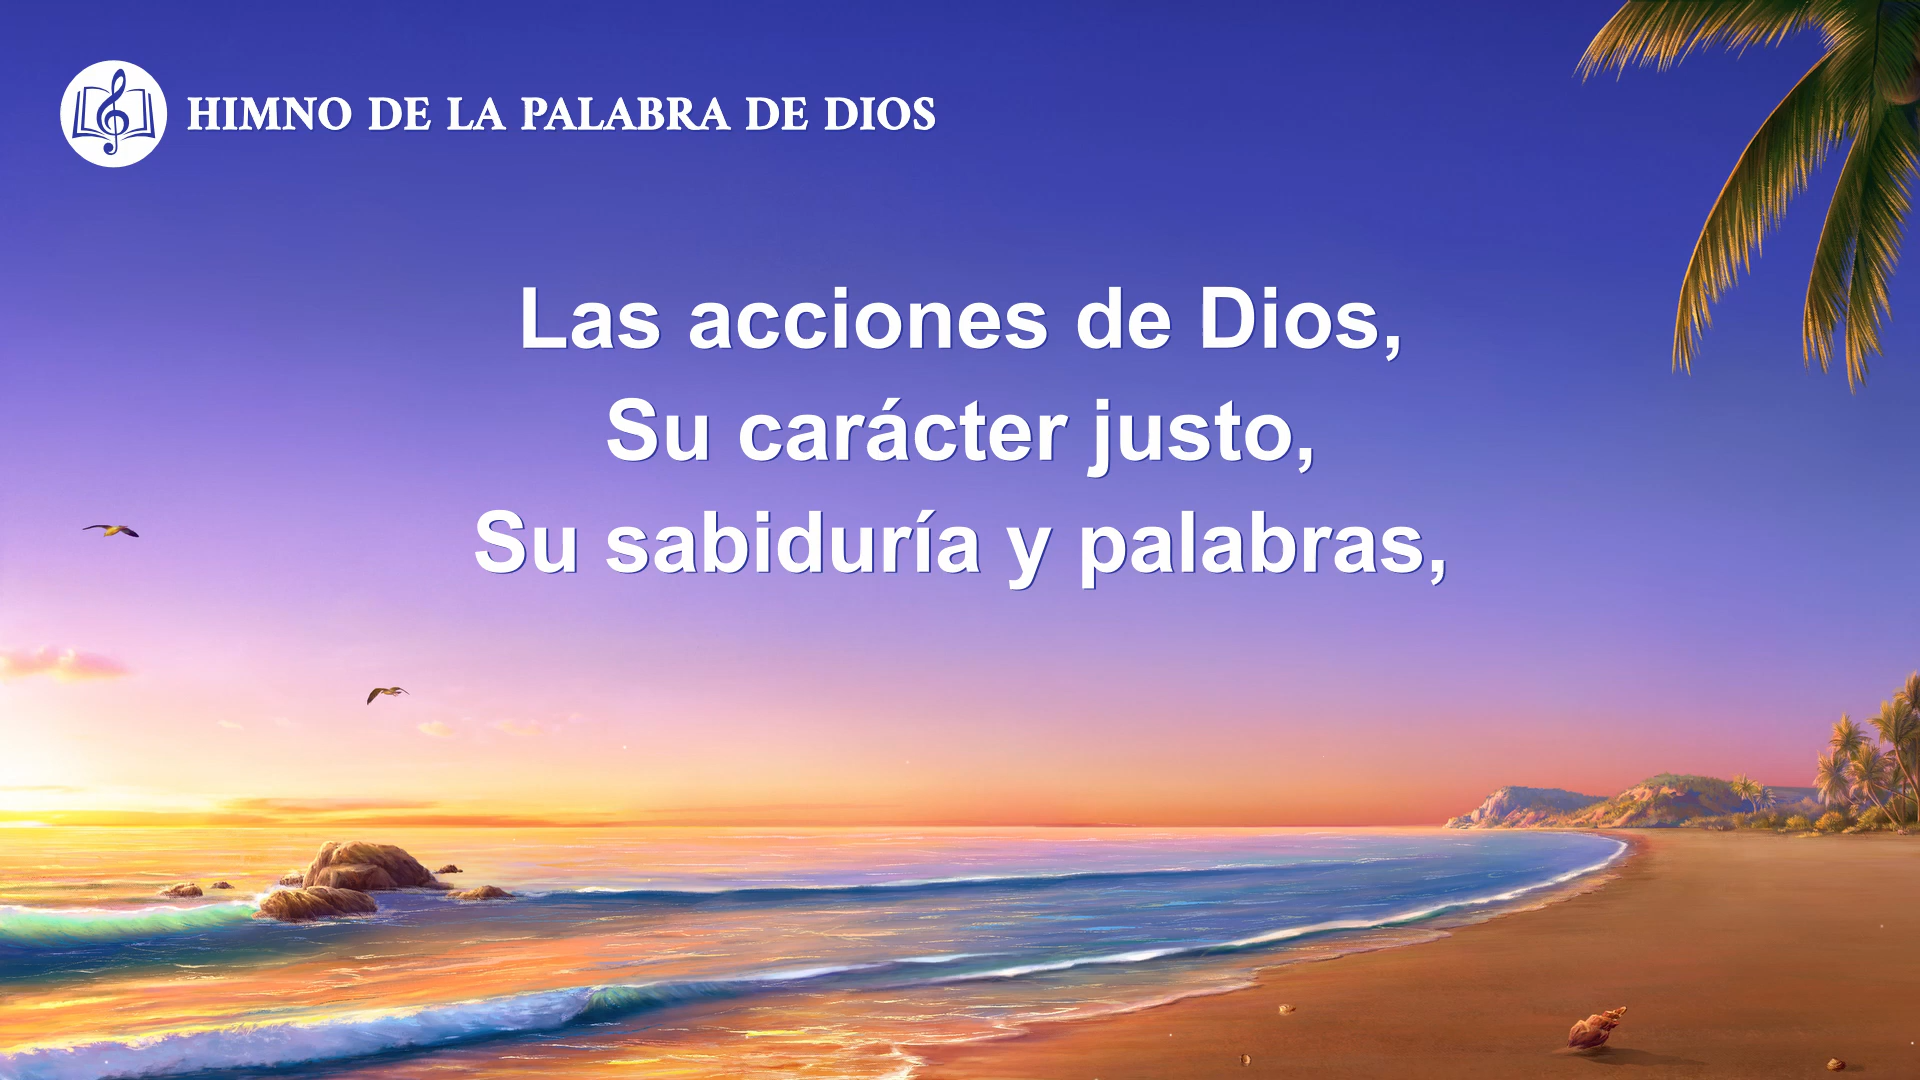 HIMNO DE LA PALABRA DE DIOS
Las acciones de Dios,
Su carácter justo,
Su sabiduría y palabras,